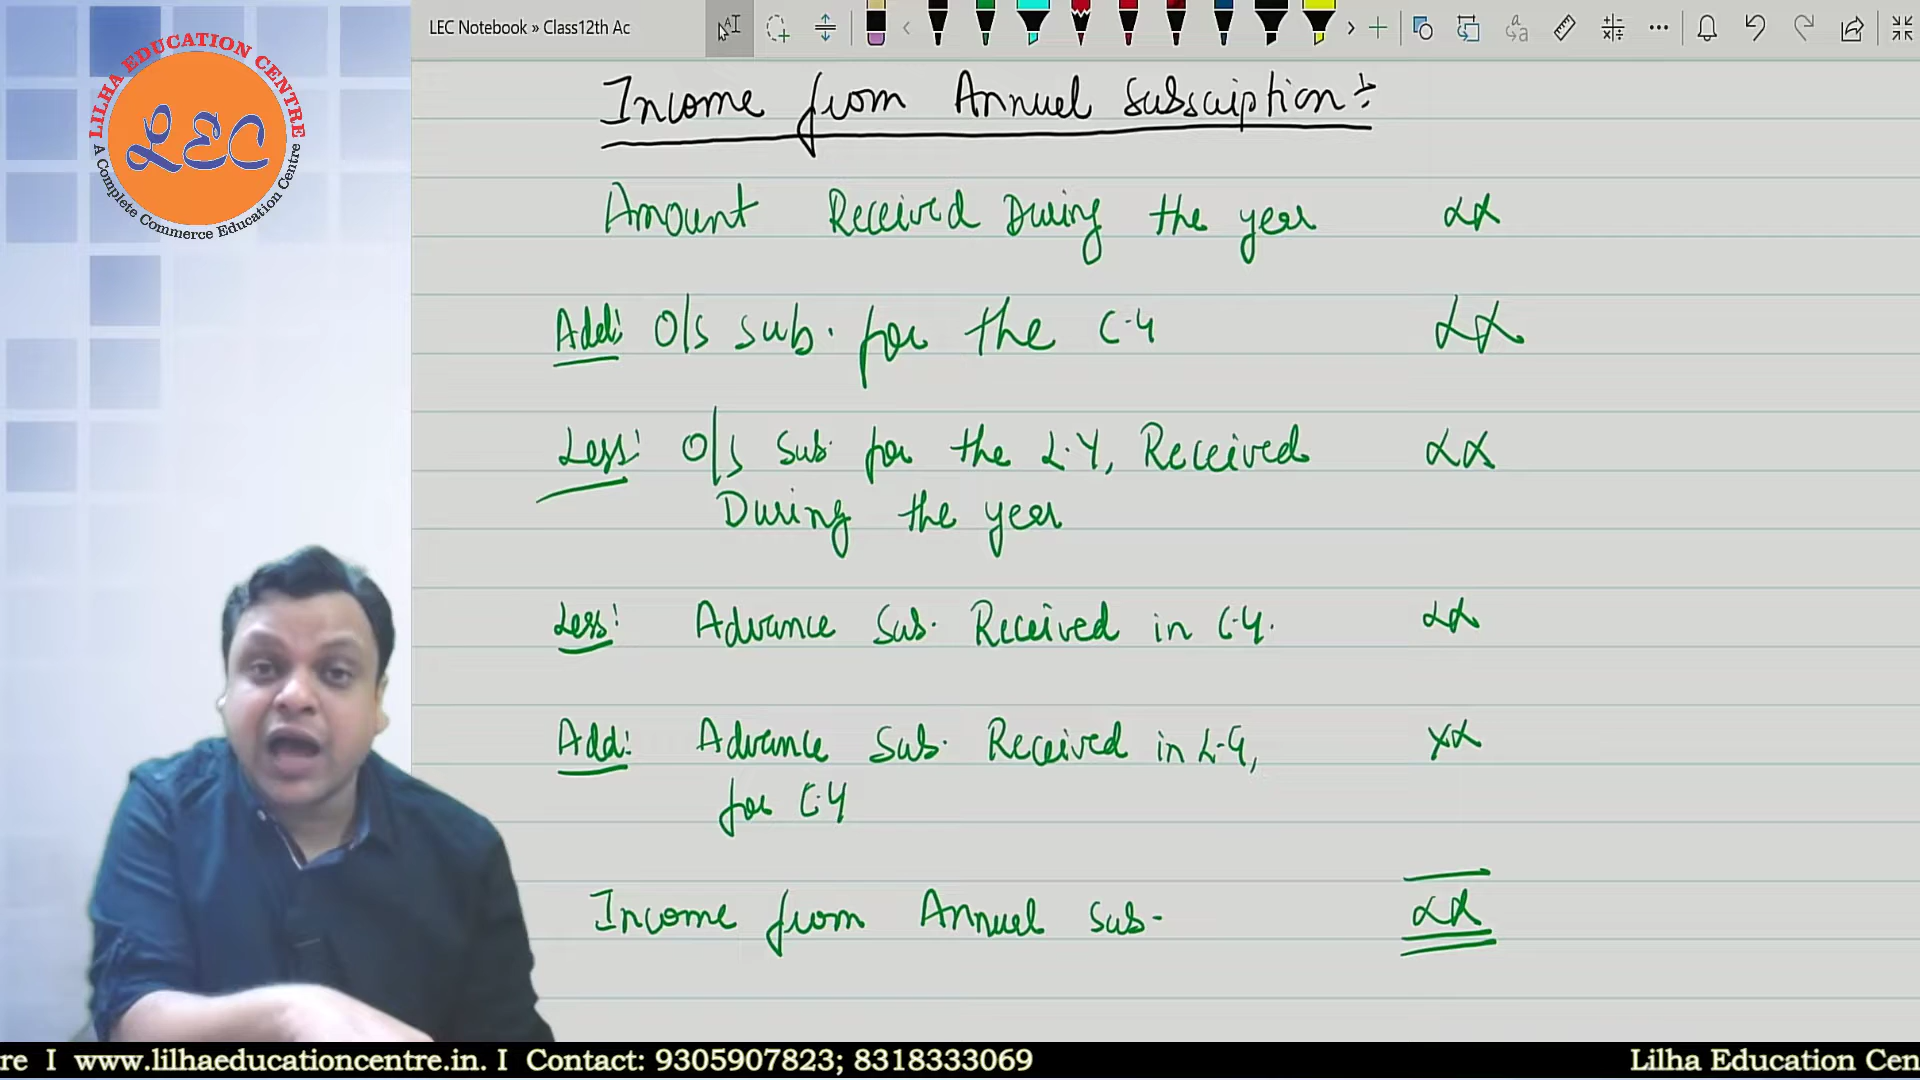 LILHA EDUCATION CENTRE
LEC
A Complete Commerce Education Centre
LEC Notebook » Class12th Ac
Income from Annuel Subscription :-
Amount Received During the year xx
Add: O/s sub. for the C.Y xx
Less: O/s sub for the L.Y, Received xx
During the year
Less: Advance Sub. Received in C.Y. xx
Add: Advance Sub. Received in L.Y, xx
for C.Y
Income from Annuel Sub- xx
re I www.lilhaeducationcentre.in. I Contact: 9305907823; 8318333069 Lilha Education Cen